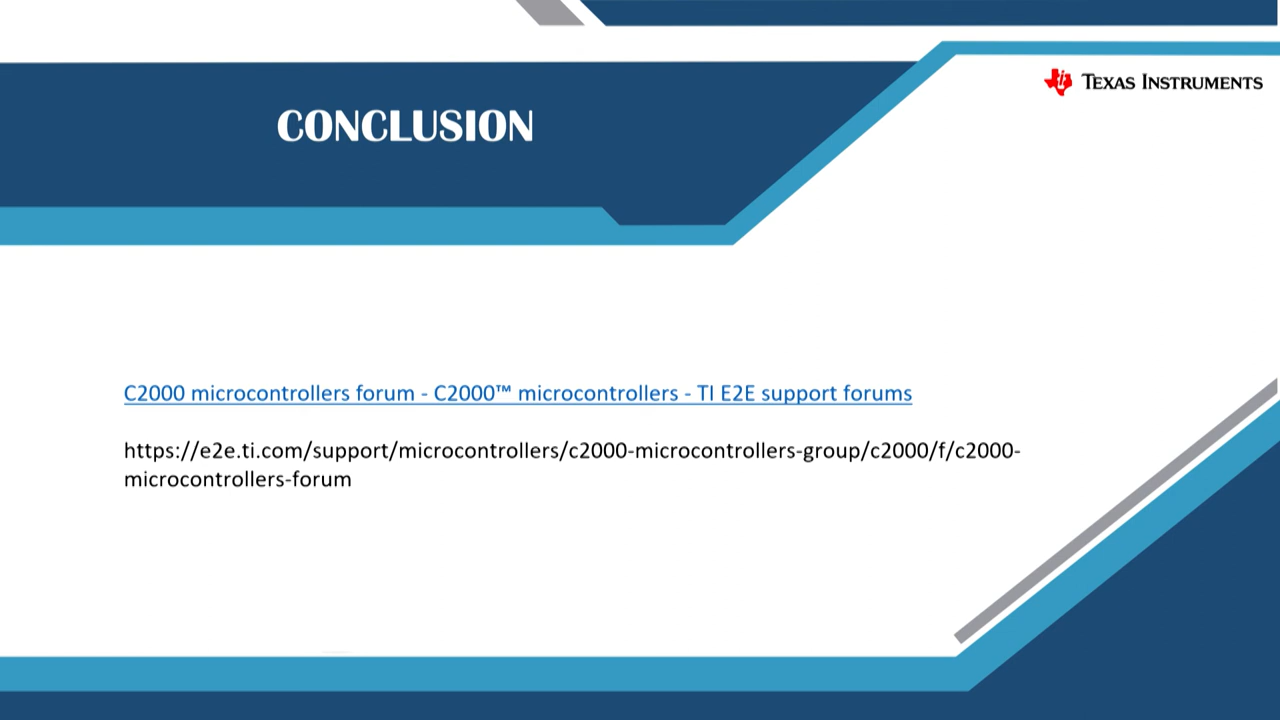 TEXAS INSTRUMENTS
CONCLUSION
C2000 microcontrollers forum - C2000™ microcontrollers - TI E2E support forums
https://e2e.ti.com/support/microcontrollers/c2000-microcontrollers-group/c2000/f/c2000-
microcontrollers-forum